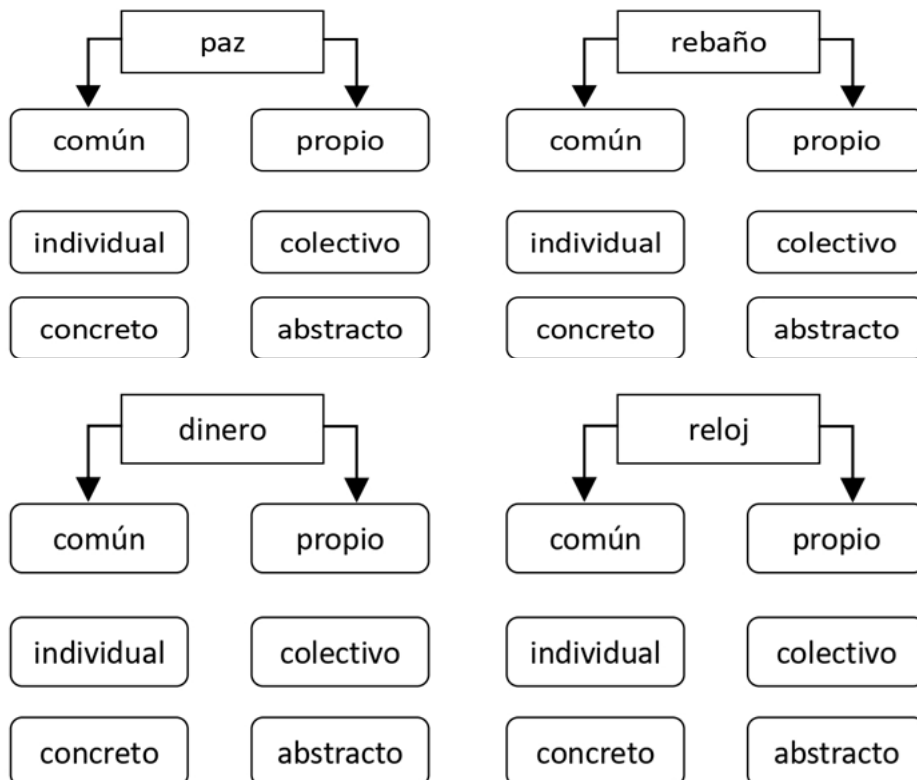 paz
común propio
individual colectivo
concreto abstracto
rebaño
común propio
individual colectivo
concreto abstracto
dinero
común propio
individual colectivo
concreto abstracto
reloj
común propio
individual colectivo
concreto abstracto